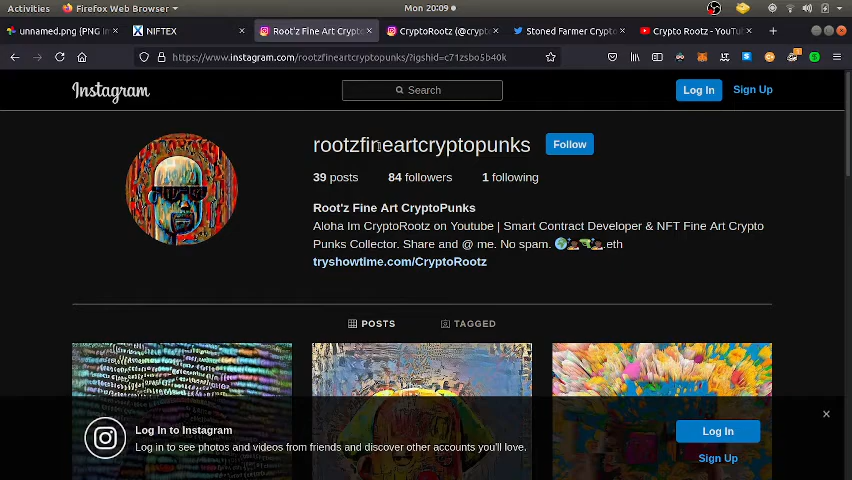 Activities
Firefox Web Browser
Mon 20:09
unnamed.png (PNG Im
NIFTEX
Root'z Fine Art Crypto
CryptoRootz (@crypt
Stoned Farmer Crypto
Crypto Rootz - YouTu
https://www.instagram.com/rootzfineartcryptopunks/?igshid=c71zsbo5b40k
Instagram
Search
Log In
Sign Up
rootzfineartcryptopunks
Follow
39 posts
84 followers
1 following
Root'z Fine Art CryptoPunks
Aloha Im CryptoRootz on Youtube | Smart Contract Developer & NFT Fine Art Crypto
Punks Collector. Share and @ me. No spam. .eth
tryshowtime.com/CryptoRootz
POSTS
TAGGED
Log In to Instagram
Log in to see photos and videos from friends and discover other accounts you'll love.
Log In
Sign Up